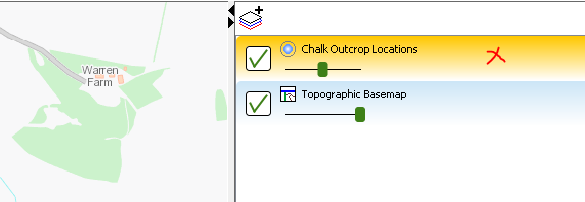 Warren
Farm
Chalk Outcrop Locations
Topographic Basemap